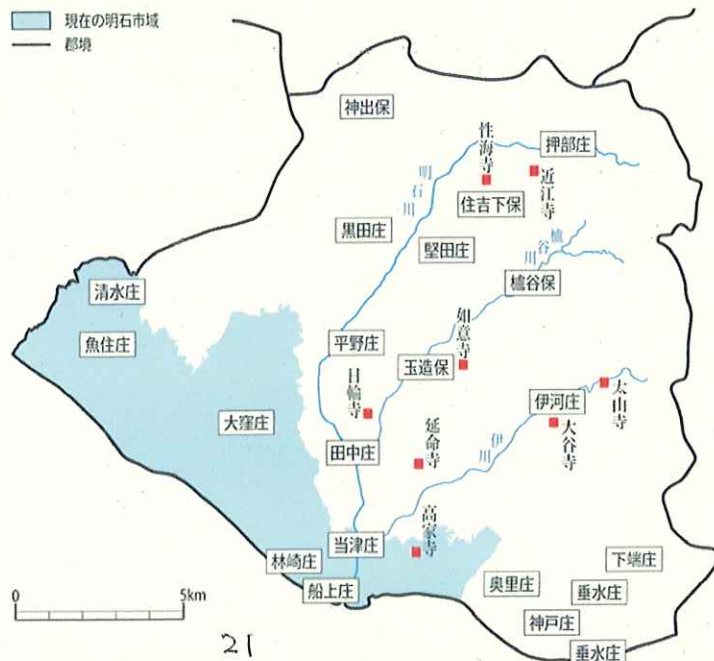 現在の明石市域
郡境
神出保
性海寺
押部庄
近江寺
明石川
住吉下保
黒田庄
堅田庄
櫨谷川
櫨谷保
清水庄
魚住庄
平野庄
如意寺
玉造保
日輪寺
大窪庄
伊河庄
太山寺
大谷寺
延命寺
伊川
田中庄
高家寺
当津庄
林崎庄
船上庄
下端庄
奥里庄
垂水庄
神戸庄
垂水庄
0 5km
21